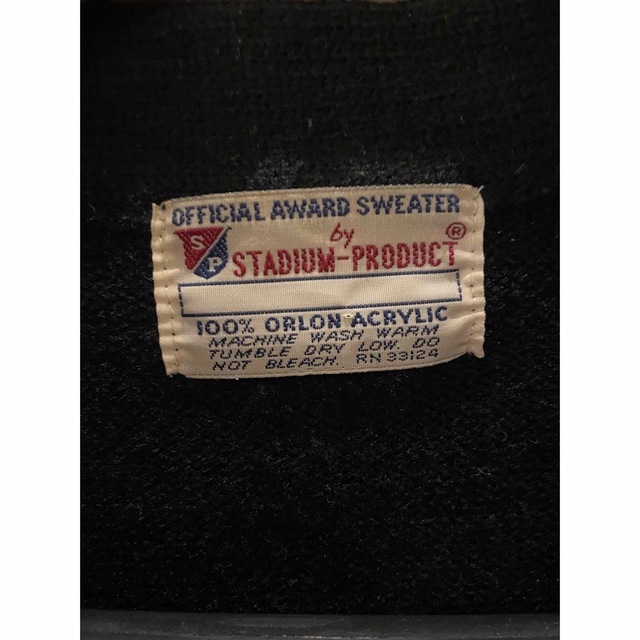 OFFICIAL AWARD SWEATER
by
SP
STADIUM-PRODUCT ®
100% ORLON ACRYLIC
MACHINE WASH WARM
TUMBLE DRY LOW. DO
NOT BLEACH. RN 33124